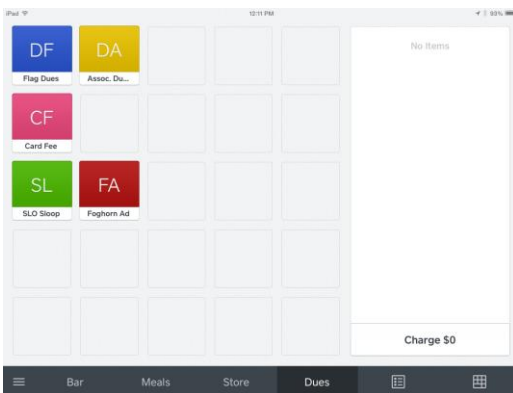 iPad 12:11 PM 93%
No Items
DF DA
Flag Dues Assoc. Du...
CF
Card Fee
SL FA
SLO Sloop Foghorn Ad
Charge $0
Bar Meals Store Dues